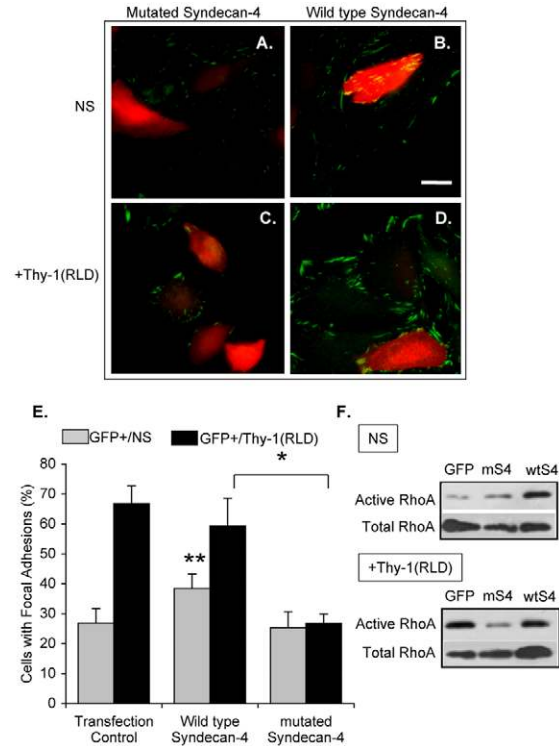 Mutated Syndecan-4 Wild type Syndecan-4
A. B.
NS
C. D.
+Thy-1(RLD)
E.
GFP+/NS GFP+/Thy-1(RLD)
*
**
Cells with Focal Adhesions (%)
80
70
60
50
40
30
20
10
0
Transfection Control
Wild type Syndecan-4
mutated Syndecan-4
F.
NS
GFP mS4 wtS4
Active RhoA
Total RhoA
+Thy-1(RLD)
GFP mS4 wtS4
Active RhoA
Total RhoA